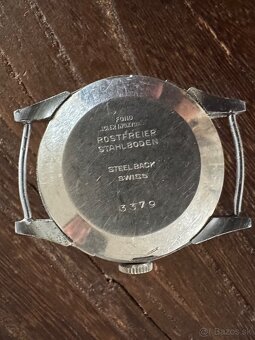 FOND
ROSTFREIER
STAHLBODEN
STEELBACK
SWISS
3379